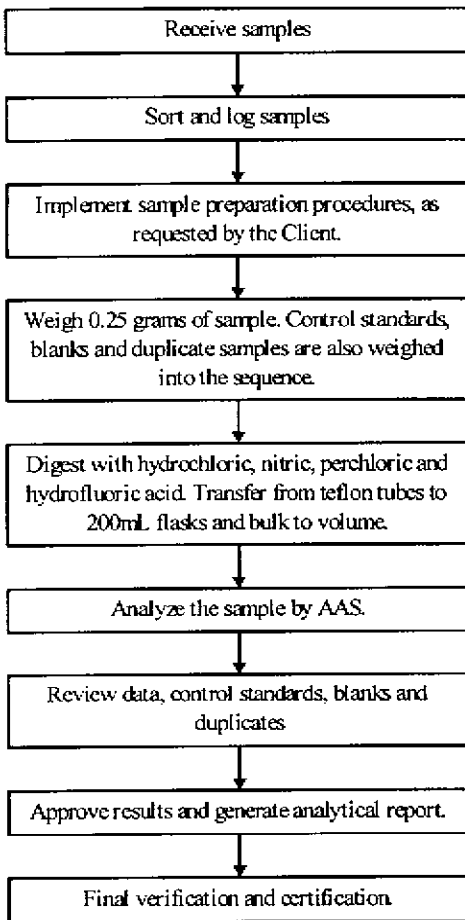 Receive samples
Sort and log samples
Implement sample preparation procedures, as
requested by the Client.
Weigh 0.25 grams of sample. Control standards,
blanks and duplicate samples are also weighed
into the sequence.
Digest with hydrochloric, nitric, perchloric and
hydrofluoric acid. Transfer from teflon tubes to
200mL flasks and bulk to volume.
Analyze the sample by AAS.
Review data, control standards, blanks and
duplicates
Approve results and generate analytical report.
Final verification and certification.